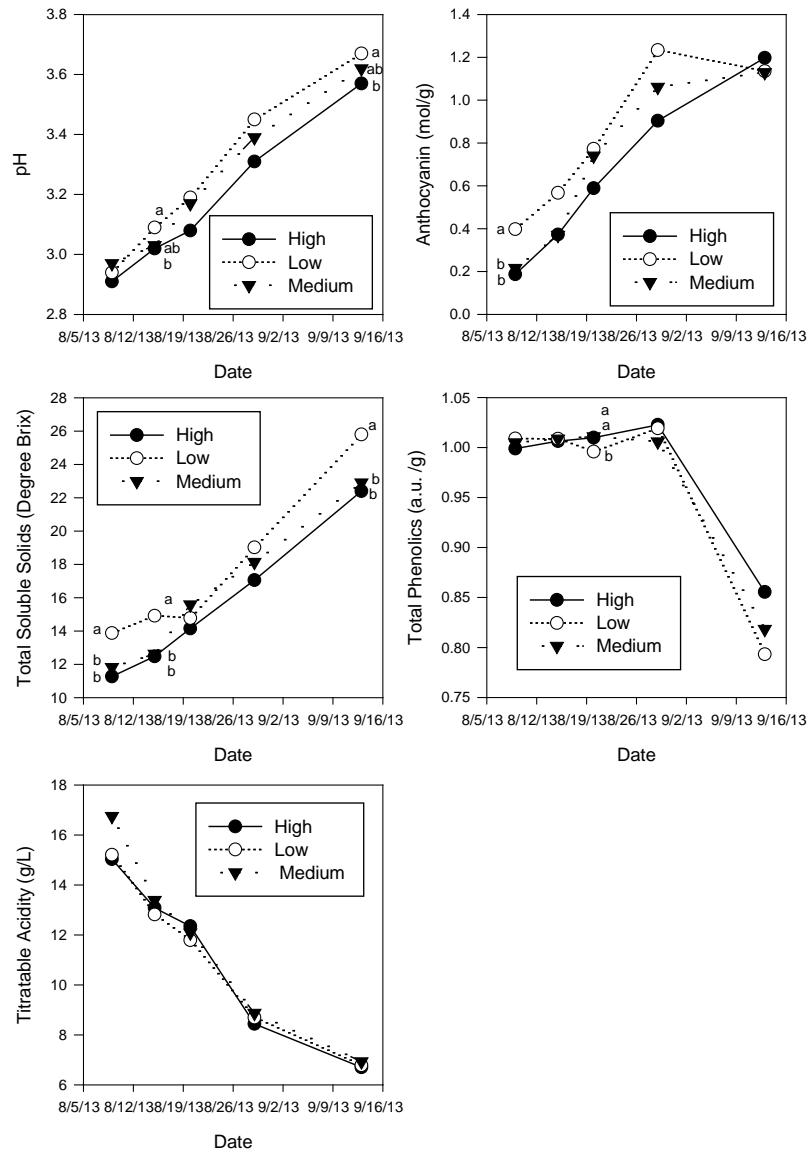 3.8
3.6
3.4
3.2
3.0
2.8
pH
a
ab
b
a
ab
b
High
Low
Medium
8/5/13 8/12/13 8/19/13 8/26/13 9/2/13 9/9/13 9/16/13
Date
1.4
1.2
1.0
0.8
0.6
0.4
0.2
0.0
Anthocyanin (mol/g)
a
b
b
High
Low
Medium
8/5/13 8/12/13 8/19/13 8/26/13 9/2/13 9/9/13 9/16/13
Date
28
26
24
22
20
18
16
14
12
10
Total Soluble Solids (Degree Brix)
High
Low
Medium
a
b
b
a
b
b
a
b
b
8/5/13 8/12/13 8/19/13 8/26/13 9/2/13 9/9/13 9/16/13
Date
1.05
1.00
0.95
0.90
0.85
0.80
0.75
Total Phenolics (a.u. /g)
a
a
b
High
Low
Medium
8/5/13 8/12/13 8/19/13 8/26/13 9/2/13 9/9/13 9/16/13
Date
18
16
14
12
10
8
6
Titratable Acidity (g/L)
High
Low
Medium
8/5/13 8/12/13 8/19/13 8/26/13 9/2/13 9/9/13 9/16/13
Date